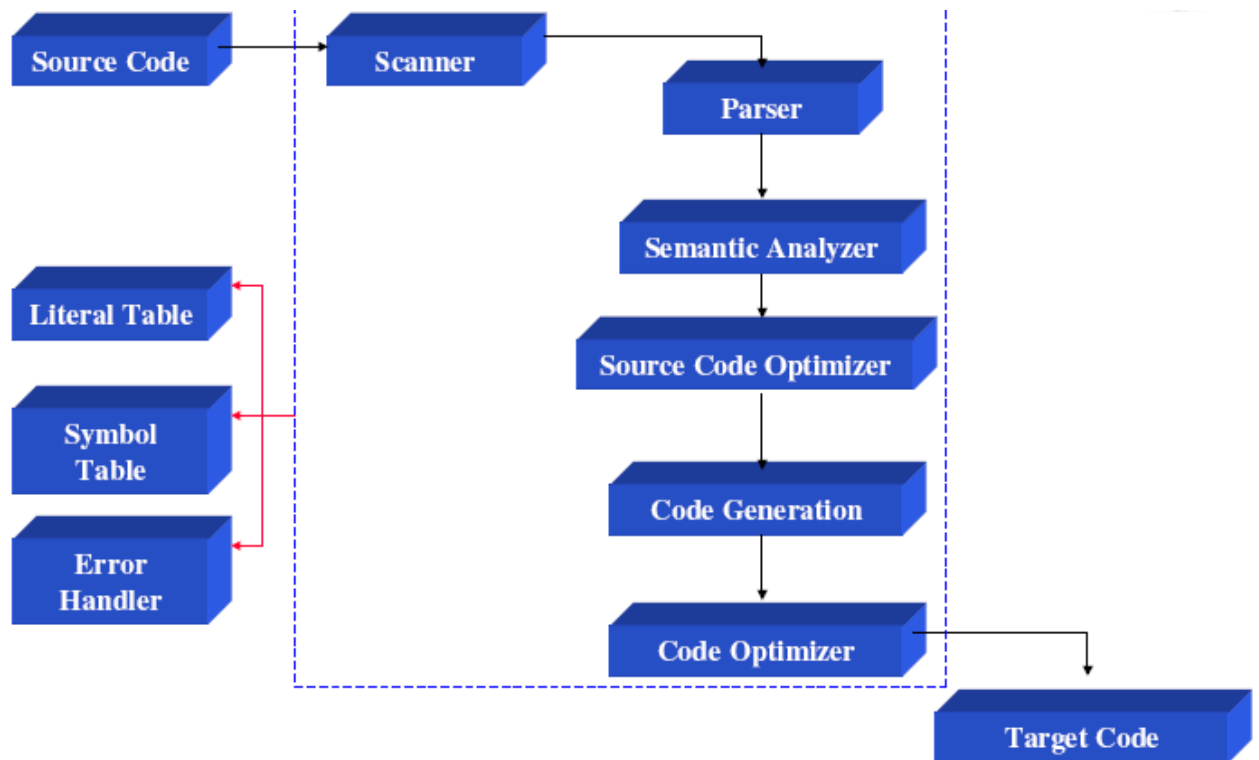 Source Code
Scanner
Parser
Semantic Analyzer
Literal Table
Source Code Optimizer
Symbol
Table
Code Generation
Error
Handler
Code Optimizer
Target Code